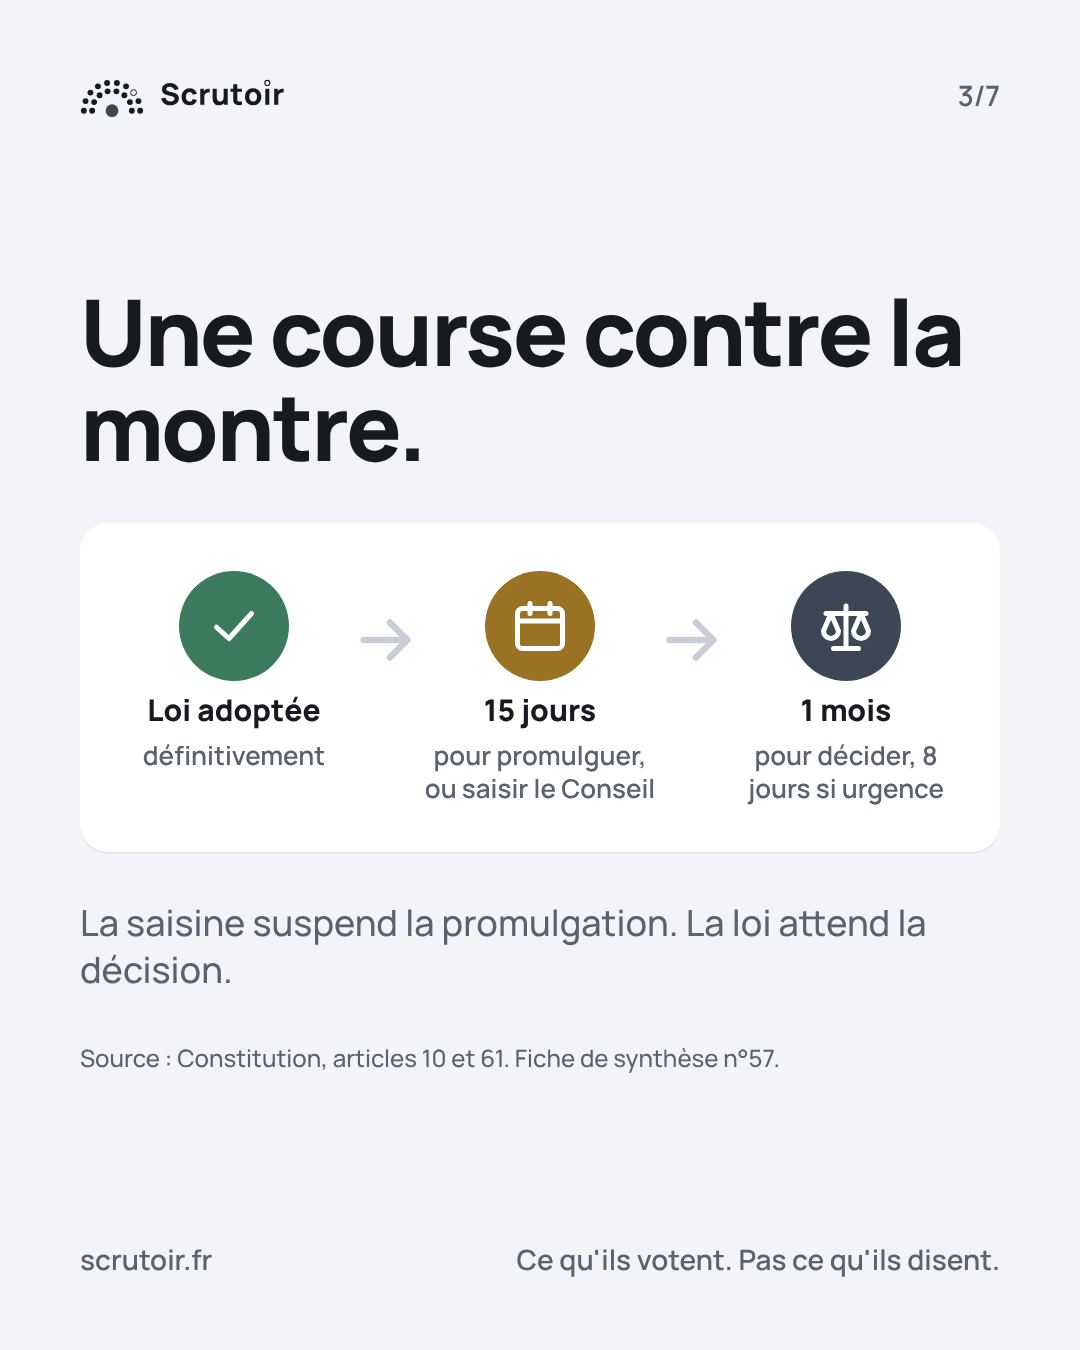 Scrutoir
3/7
Une course contre la
montre.
Loi adoptée
définitivement
15 jours
pour promulguer,
ou saisir le Conseil
1 mois
pour décider, 8
jours si urgence
La saisine suspend la promulgation. La loi attend la
décision.
Source : Constitution, articles 10 et 61. Fiche de synthèse n°57.
scrutoir.fr
Ce qu'ils votent. Pas ce qu'ils disent.